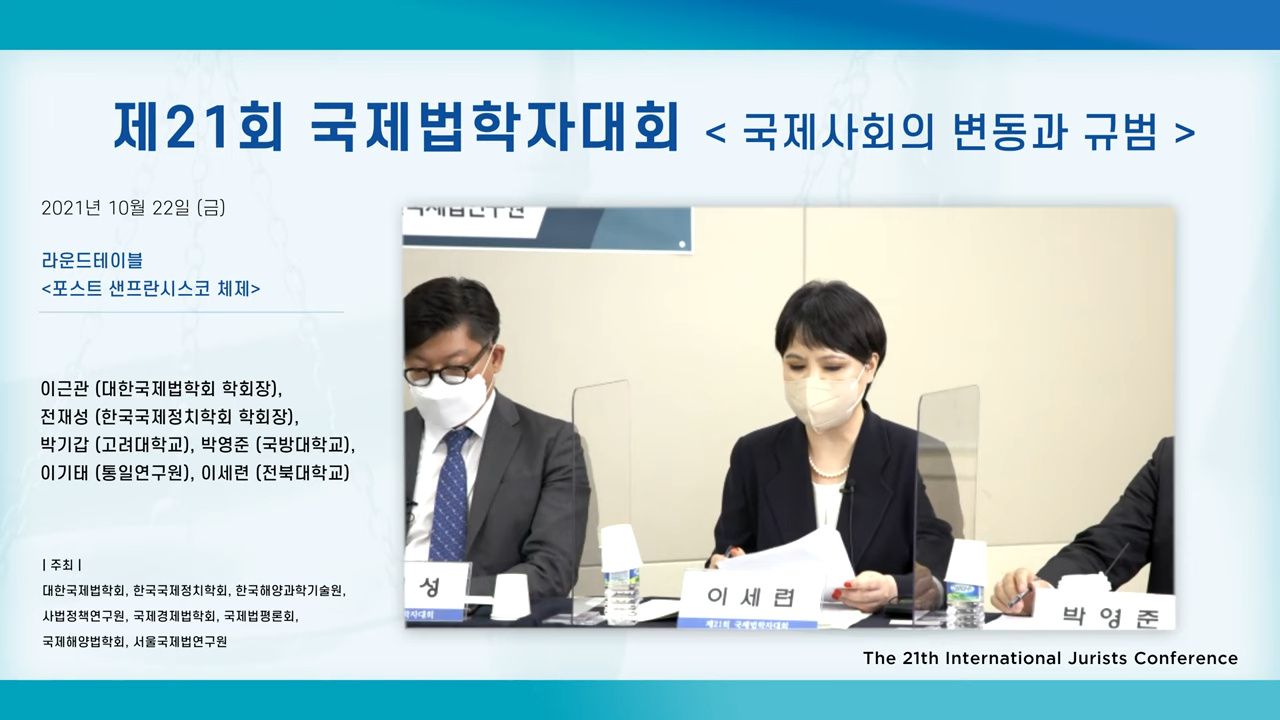 제21회 국제법학자대회 < 국제사회의 변동과 규범 >
2021년 10월 22일 (금)
라운드테이블
<포스트 샌프란시스코 체제>
이근관 (대한국제법학회 학회장),
전재성 (한국국제정치학회 학회장),
박기갑 (고려대학교), 박영준 (국방대학교),
이기태 (통일연구원), 이세련 (전북대학교)
| 주최 |
대한국제법학회, 한국국제정치학회, 한국해양과학기술원,
사법정책연구원, 국제경제법학회, 국제법평론회,
국제해양법학회, 서울국제법연구원
국제법연구원
성
학자대회
이 세 련
제21회 국제법학자대회
박 영 준
The 21th International Jurists Conference